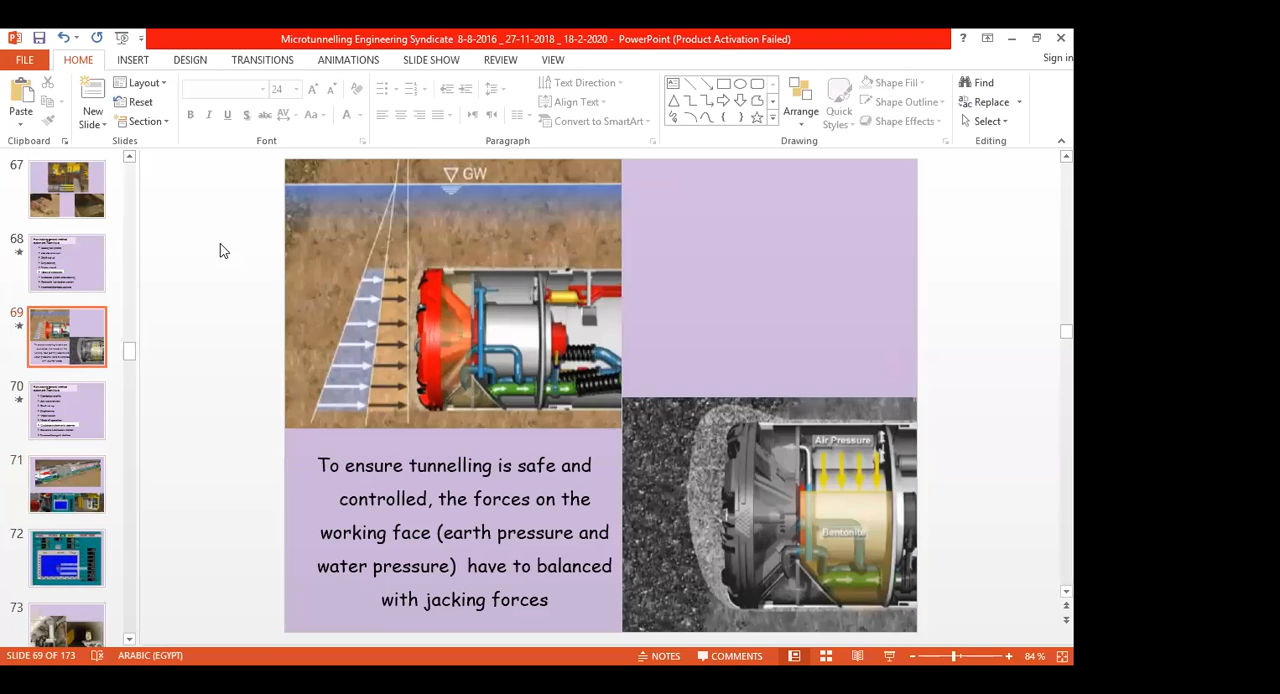 Microtunnelling Engineering Syndicate 8-8-2016 _ 27-11-2018 _ 18-2-2020 - PowerPoint (Product Activation Failed)
?
FILE HOME INSERT DESIGN TRANSITIONS ANIMATIONS SLIDE SHOW REVIEW VIEW
Sign in
Paste
New
Slide
Layout
Reset
Section
24
B I U S abc AV Aa A
Text Direction
Align Text
Convert to SmartArt
Arrange
Quick
Styles
Shape Fill
Shape Outline
Shape Effects
Find
Replace
Select
Clipboard Slides Font Paragraph Drawing Editing
67
68
69
70
71
72
73
GW
To ensure tunnelling is safe and
controlled, the forces on the
working face (earth pressure and
water pressure) have to balanced
with jacking forces
Air Pressure
Bentonite
SLIDE 69 OF 173 ARABIC (EGYPT) NOTES COMMENTS 84 %